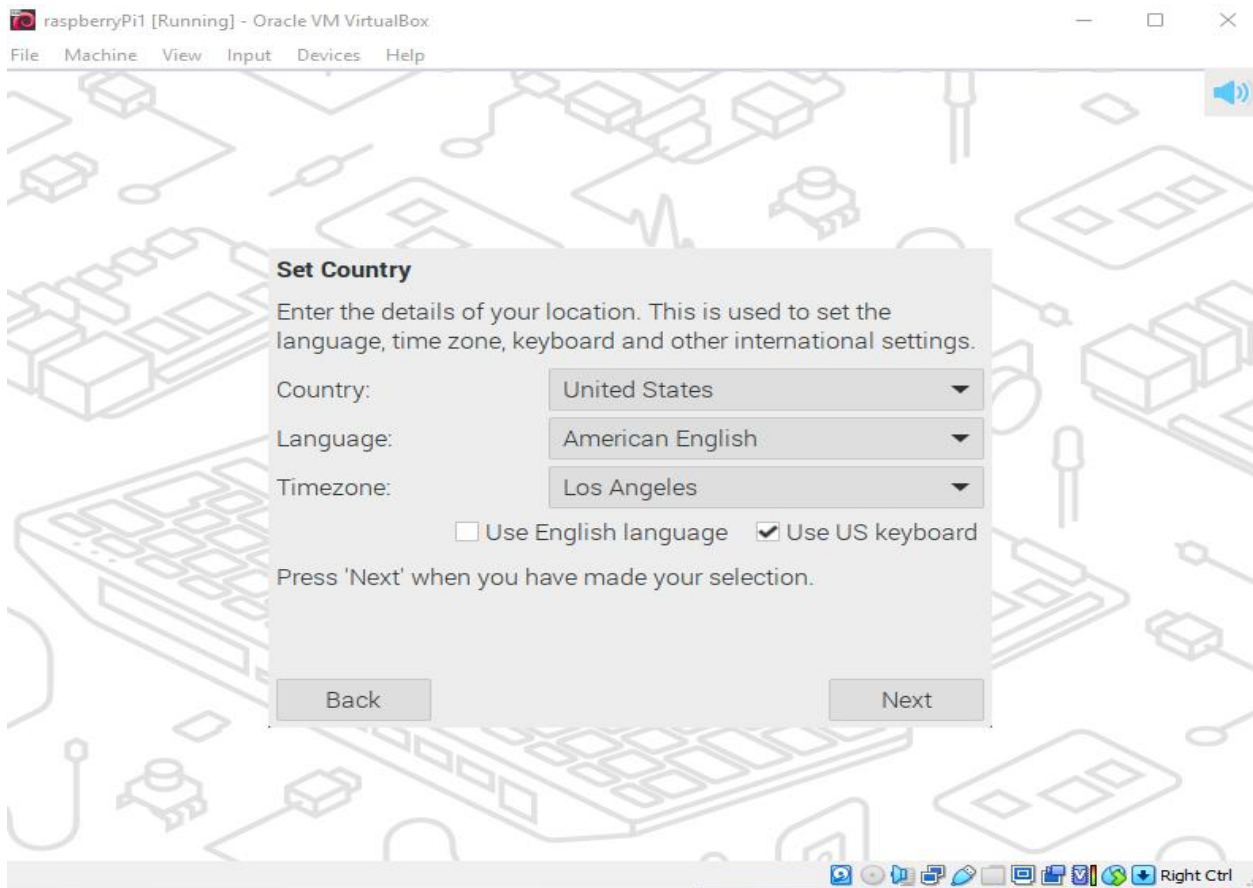 raspberryPi1 [Running] - Oracle VM VirtualBox
File Machine View Input Devices Help
Set Country
Enter the details of your location. This is used to set the
language, time zone, keyboard and other international settings.
Country: United States
Language: American English
Timezone: Los Angeles
Use English language Use US keyboard
Press 'Next' when you have made your selection.
Back Next
Right Ctrl